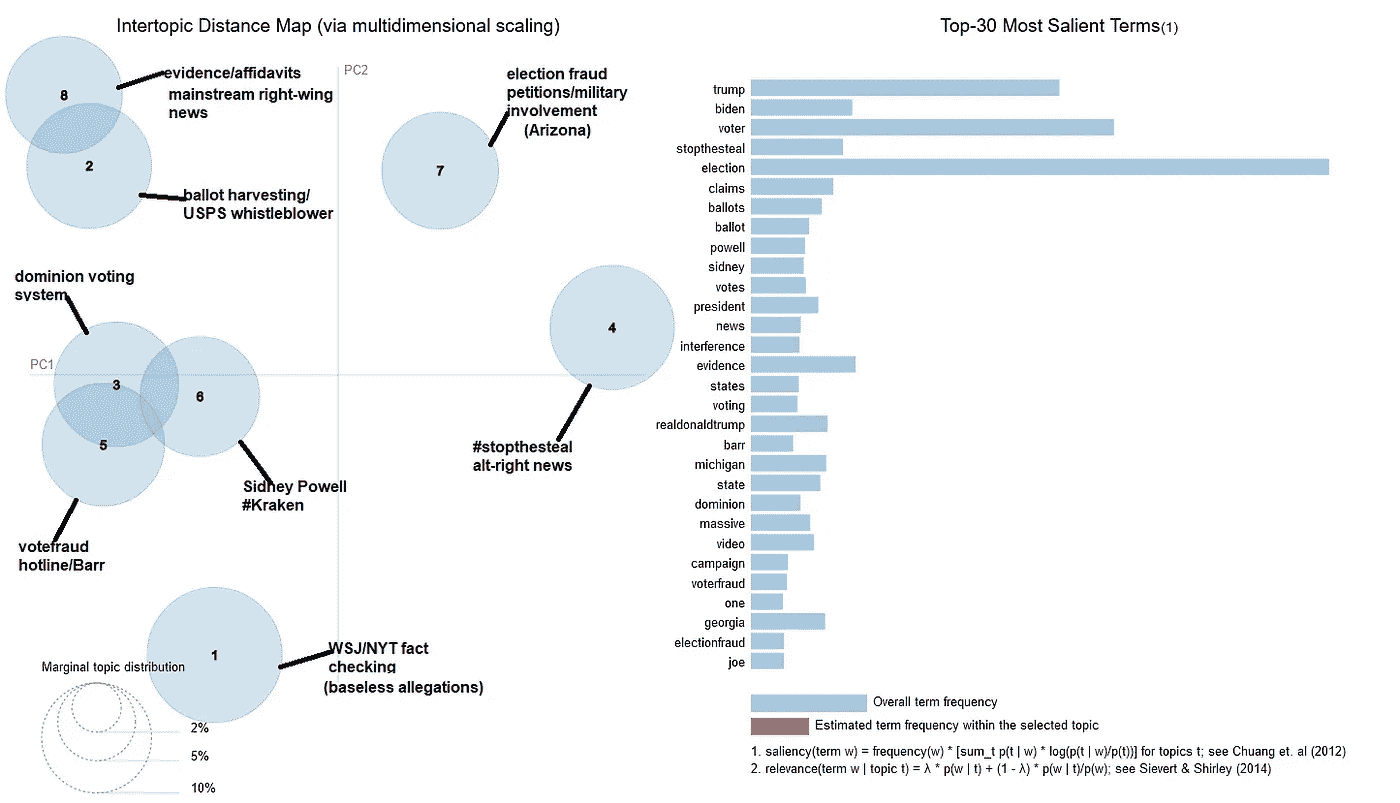 Intertopic Distance Map (via multidimensional scaling)
PC2
PC1
8
evidence/affidavits
mainstream right-wing
news
2
ballot harvesting/
USPS whistleblower
election fraud
petitions/military
involvement
(Arizona)
7
dominion voting
system
3
6
5
4
#stopthesteal
alt-right news
Sidney Powell
#Kraken
votefraud
hotline/Barr
1
WSJ/NYT fact
checking
(baseless allegations)
Marginal topic distribution
2%
5%
10%
Top-30 Most Salient Terms(1)
trump
biden
voter
stopthesteal
election
claims
ballots
ballot
powell
sidney
votes
president
news
interference
evidence
states
voting
realdonaldtrump
barr
michigan
state
dominion
massive
video
campaign
voterfraud
one
georgia
electionfraud
joe
Overall term frequency
Estimated term frequency within the selected topic
1. saliency(term w) = frequency(w) * [sum_t p(t | w) * log(p(t | w)/p(t))] for topics t; see Chuang et. al (2012)
2. relevance(term w | topic t) = λ * p(w | t) + (1 - λ) * p(w | t)/p(w); see Sievert & Shirley (2014)